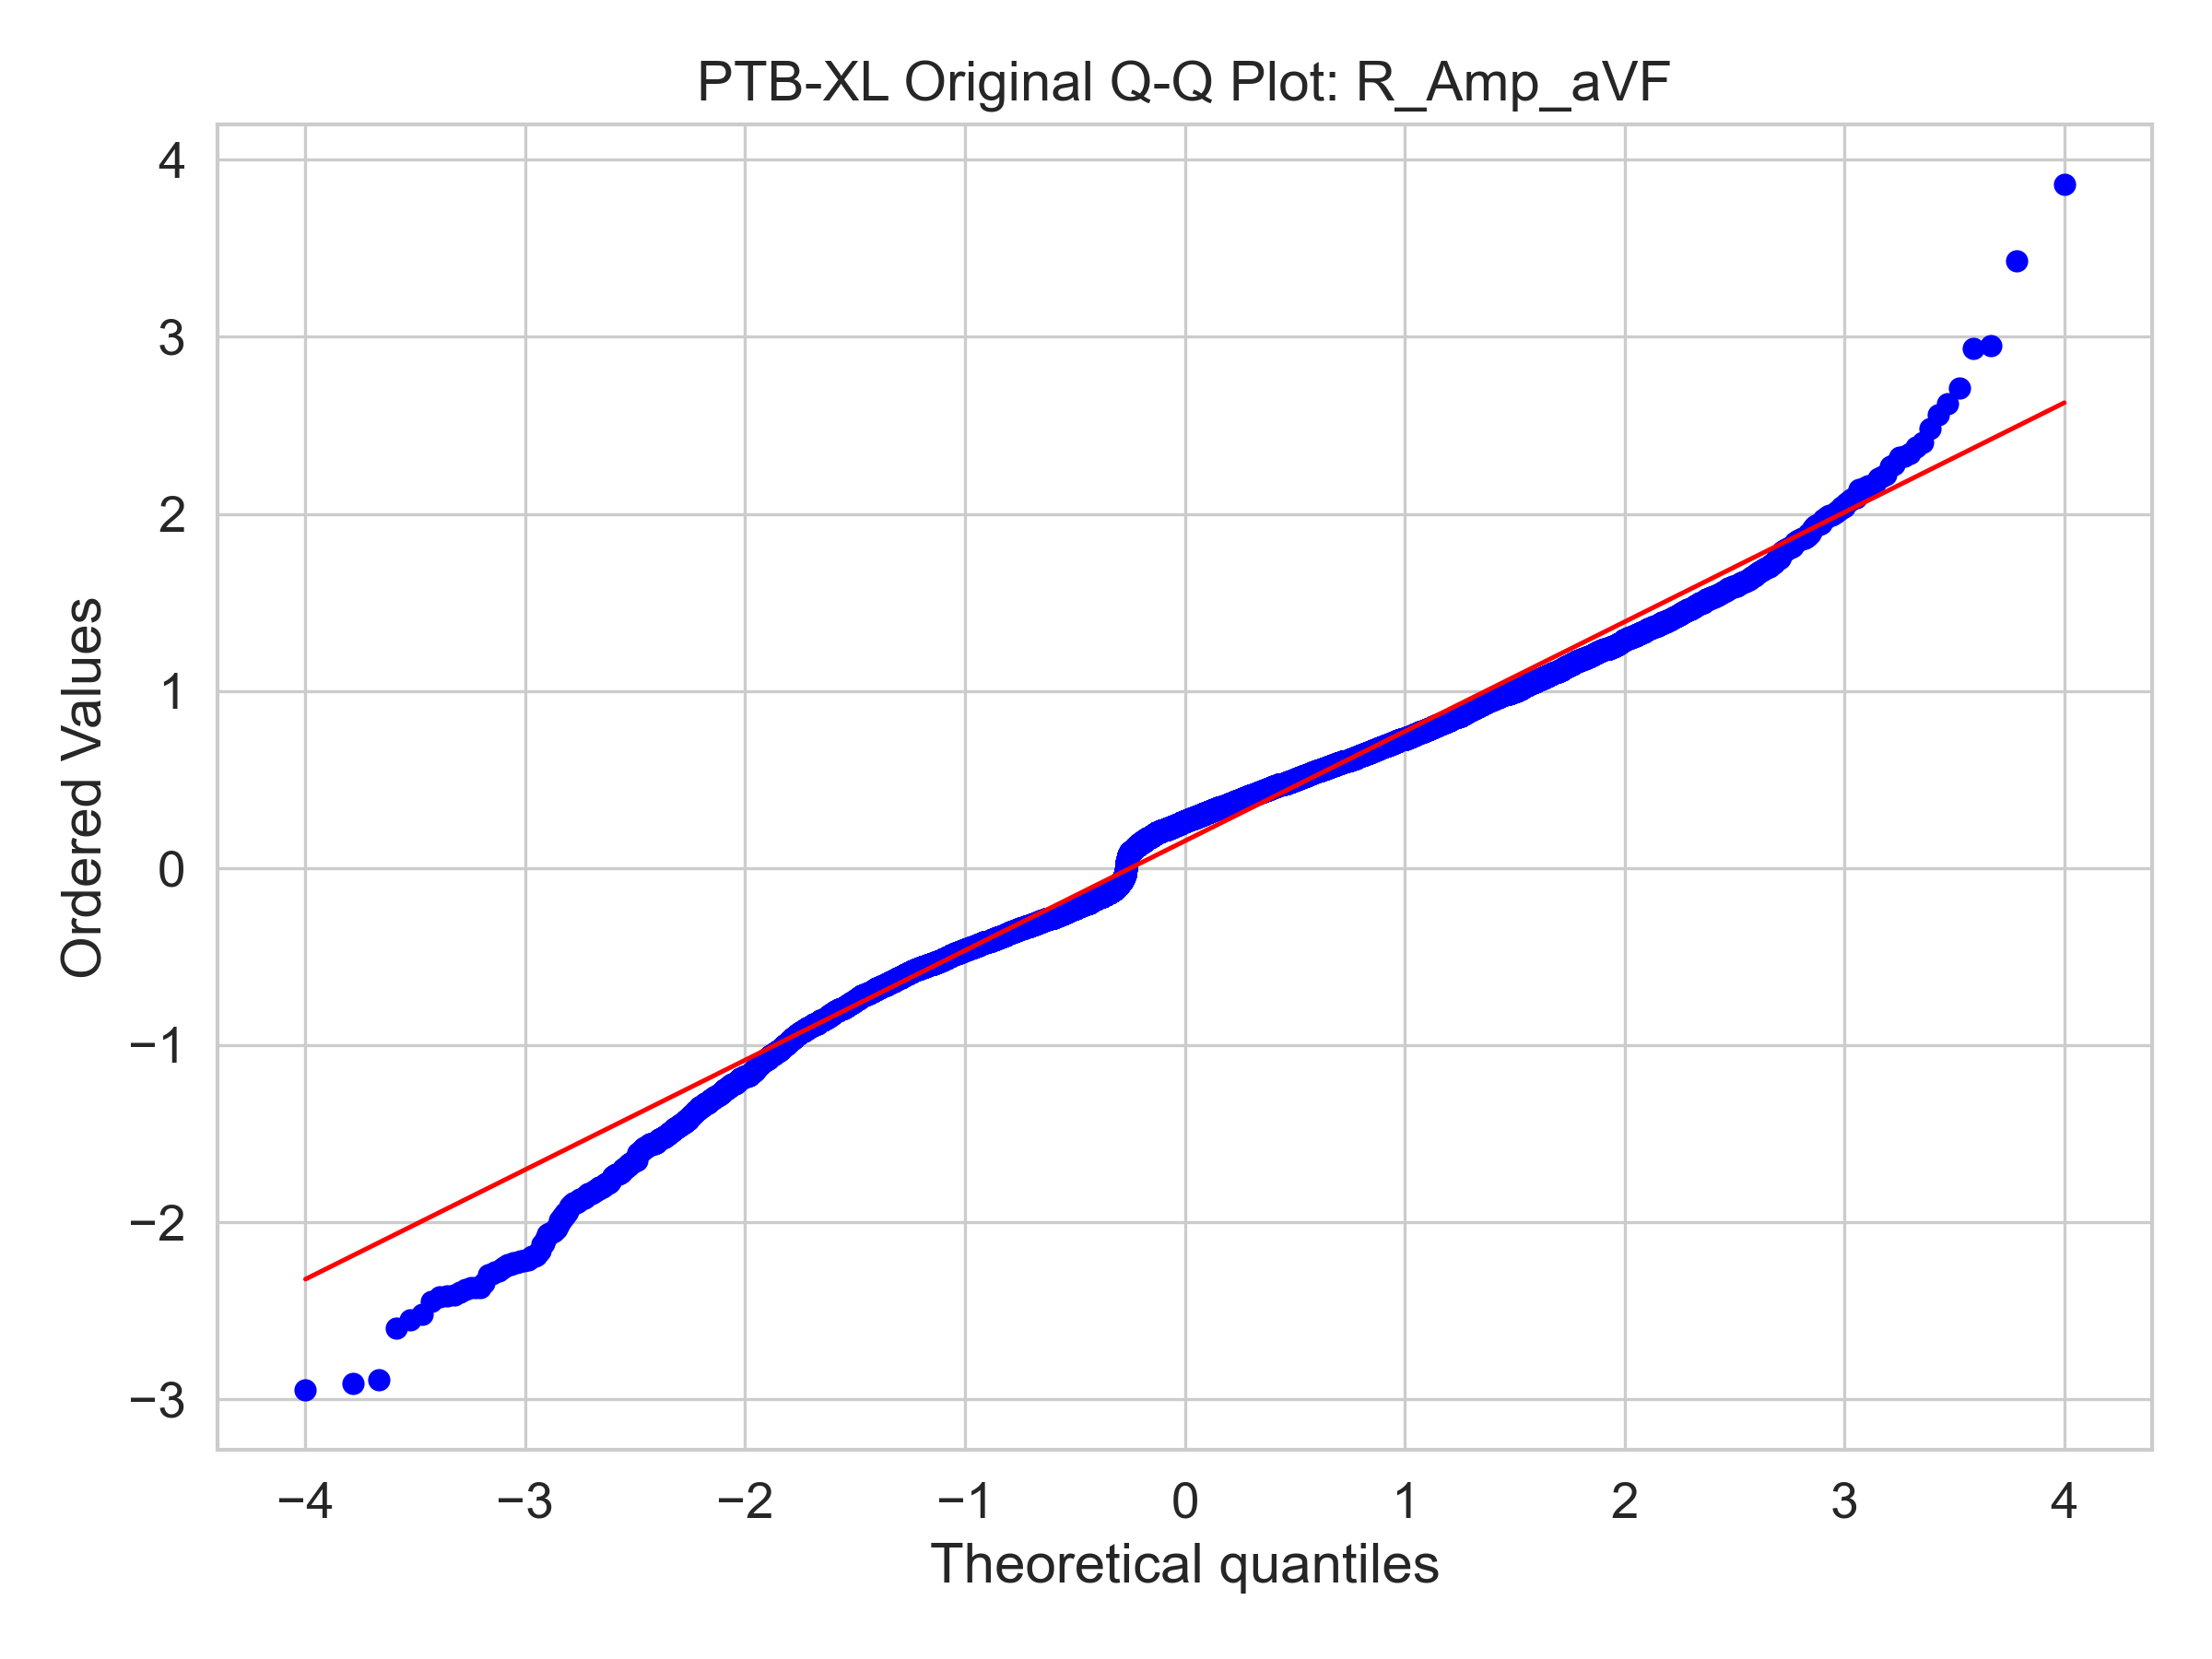 PTB-XL Original Q-Q Plot: R_Amp_aVF
4
3
2
1
0
−1
−2
−3
Ordered Values
−4 −3 −2 −1 0 1 2 3 4
Theoretical quantiles